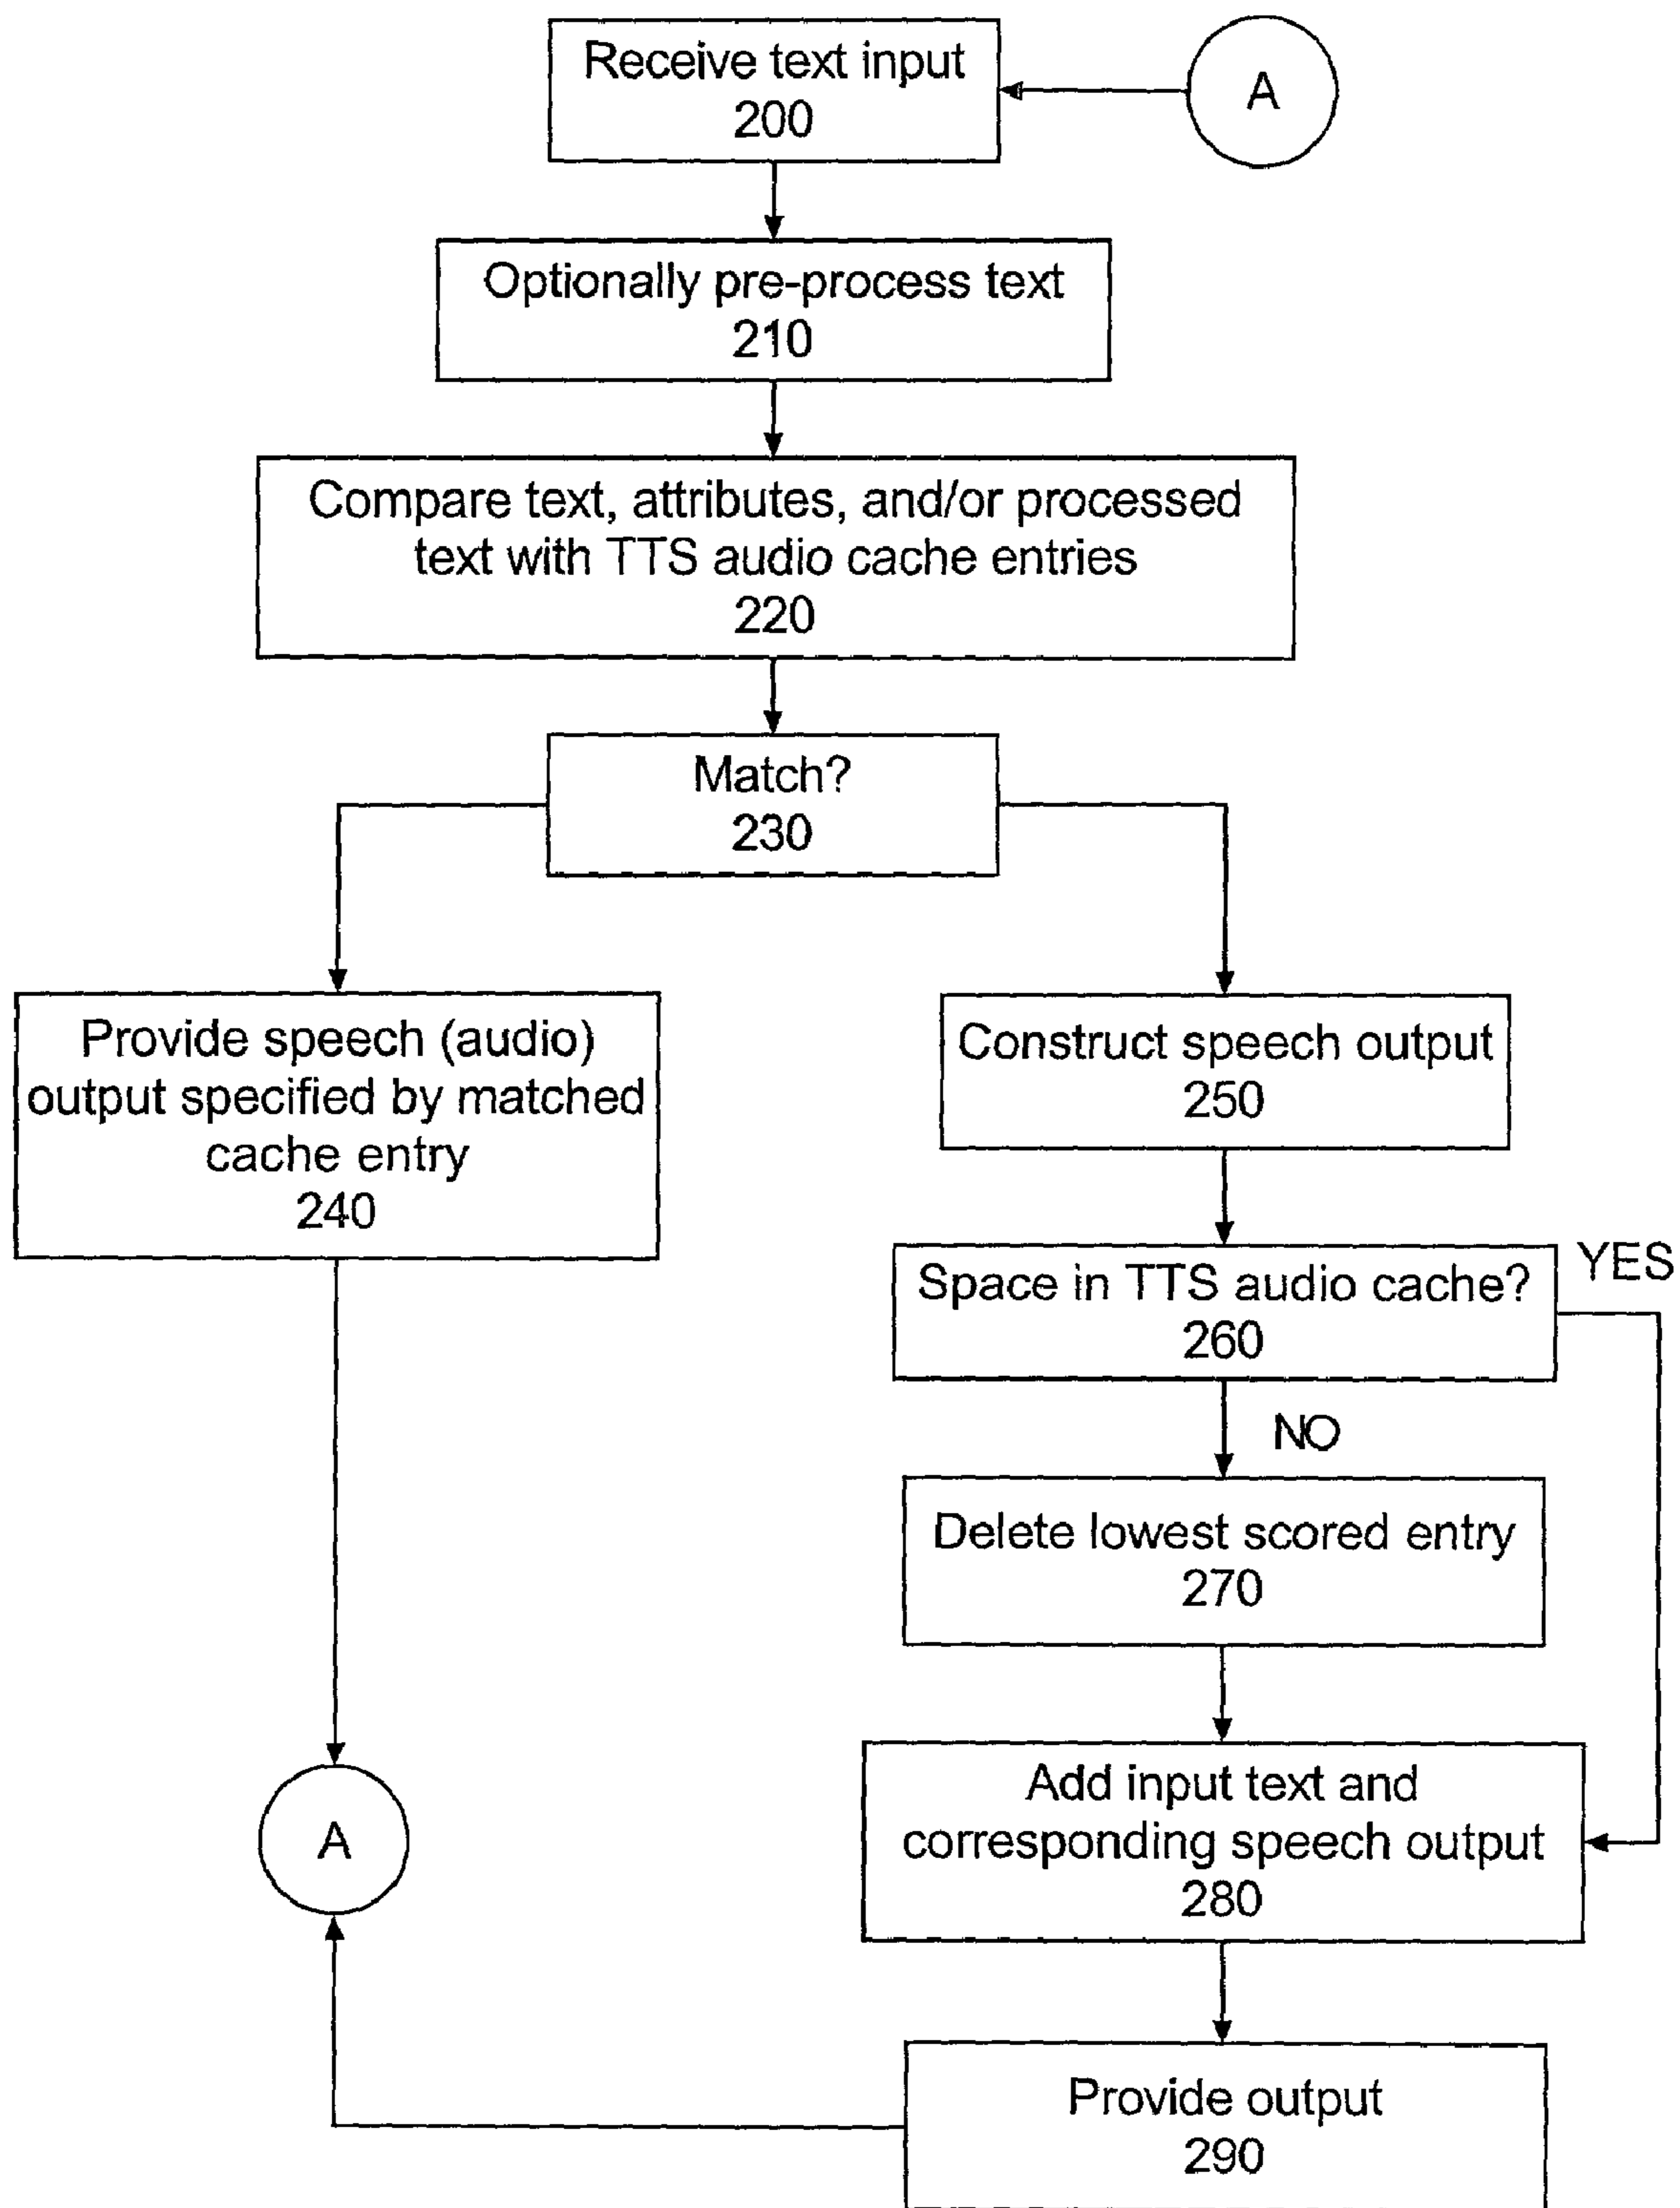 Receive text input
200
A
Optionally pre-process text
210
Compare text, attributes, and/or processed
text with TTS audio cache entries
220
Match?
230
Provide speech (audio)
output specified by matched
cache entry
240
Construct speech output
250
Space in TTS audio cache?
260
YES
NO
Delete lowest scored entry
270
Add input text and
corresponding speech output
280
A
Provide output
290